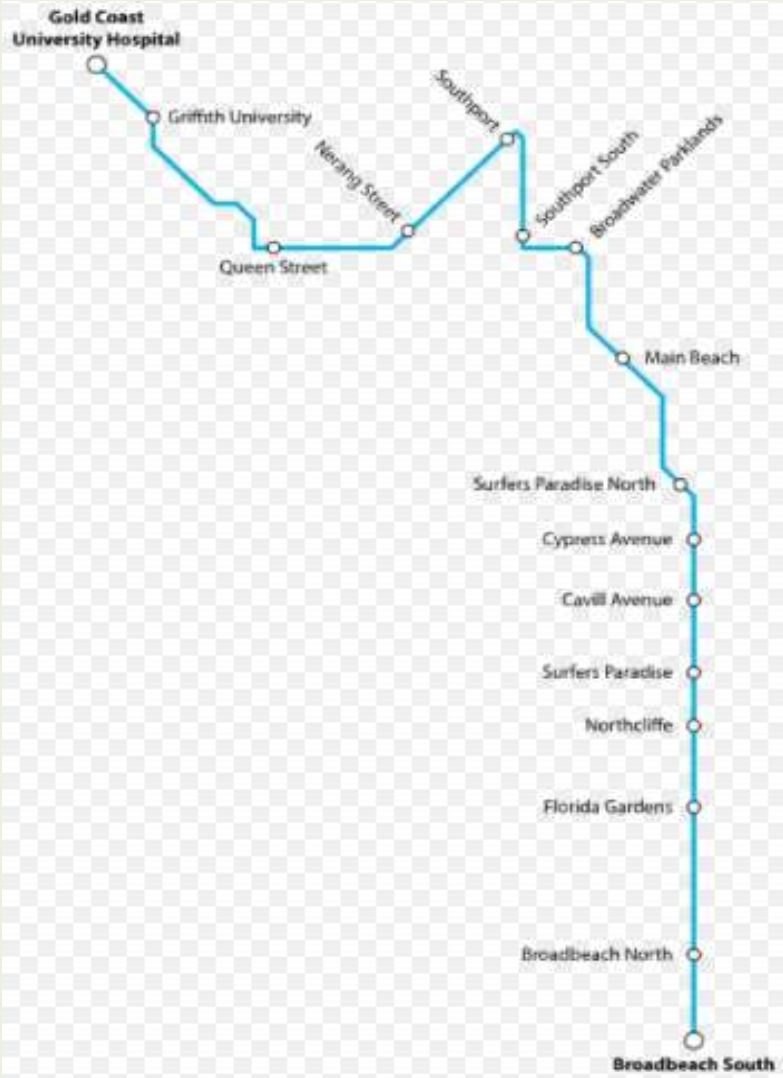 Gold Coast
University Hospital
Griffith University
Queen Street
Nerang Street
Southport
Southport South
Broadwater Parklands
Main Beach
Surfers Paradise North
Cypress Avenue
Cavill Avenue
Surfers Paradise
Northcliffe
Florida Gardens
Broadbeach North
Broadbeach South